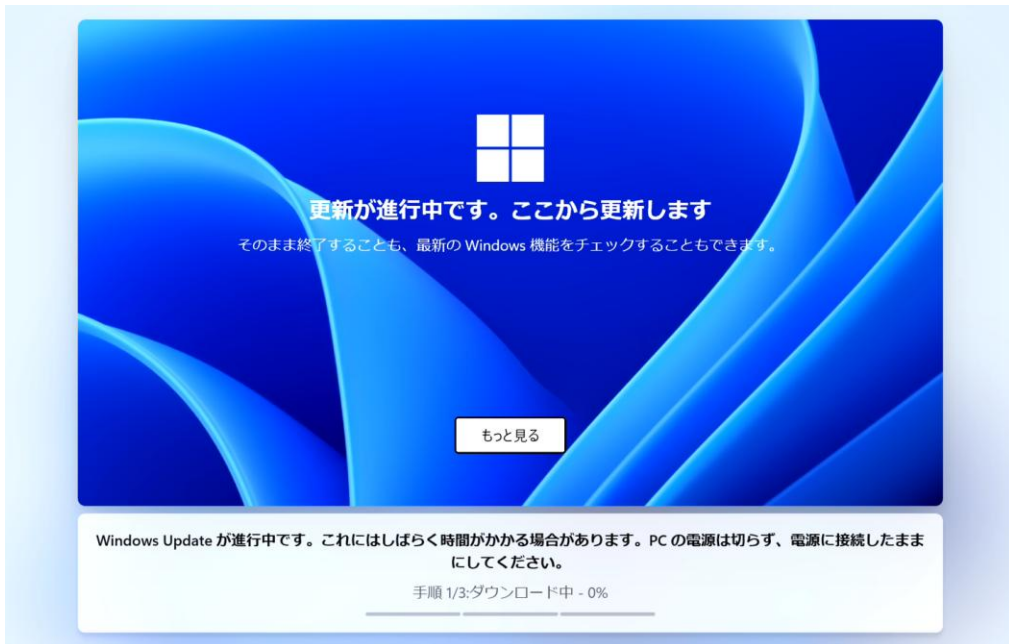 更新が進行中です。ここから更新します
そのまま終了することも、最新の Windows 機能をチェックすることもできます。
もっと見る
Windows Update が進行中です。これにはしばらく時間がかかる場合があります。PC の電源は切らず、電源に接続したまま
にしてください。
手順 1/3:ダウンロード中 - 0%